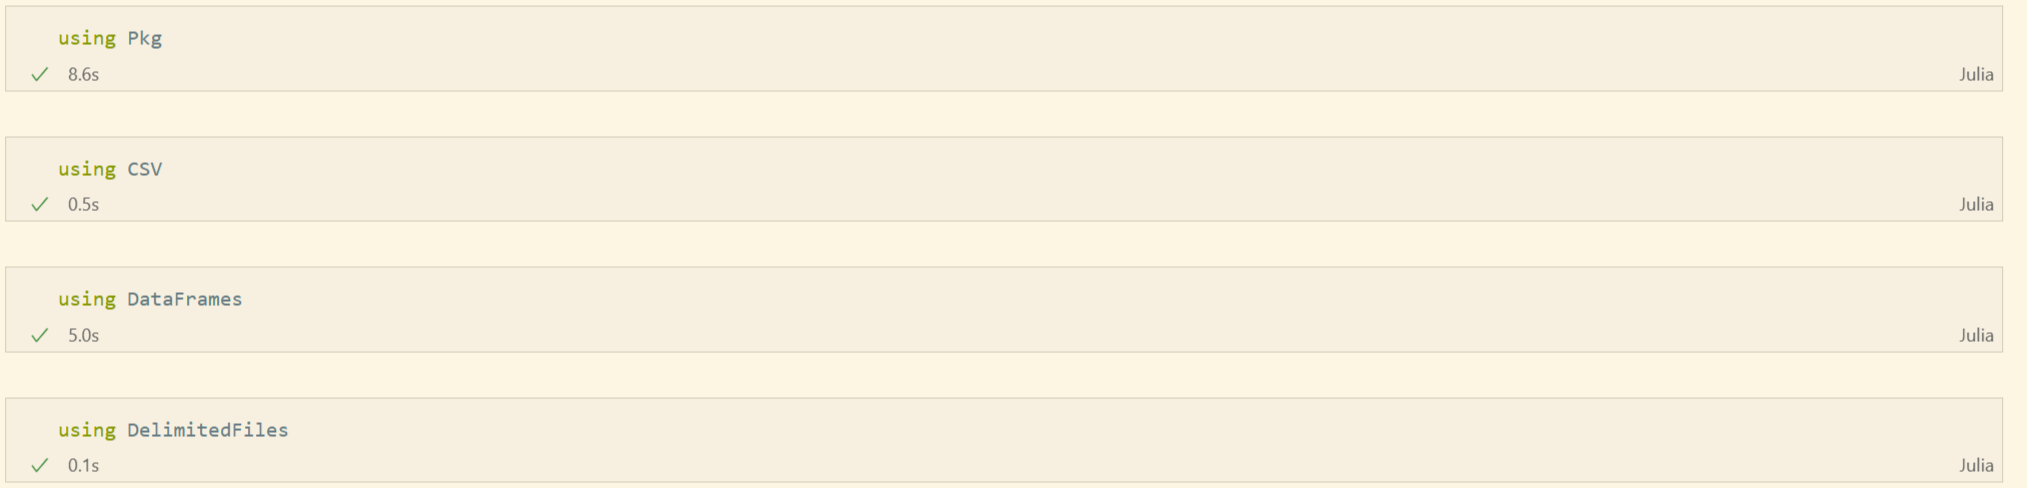 using Pkg
8.6s
Julia
using CSV
0.5s
Julia
using DataFrames
5.0s
Julia
using DelimitedFiles
0.1s
Julia